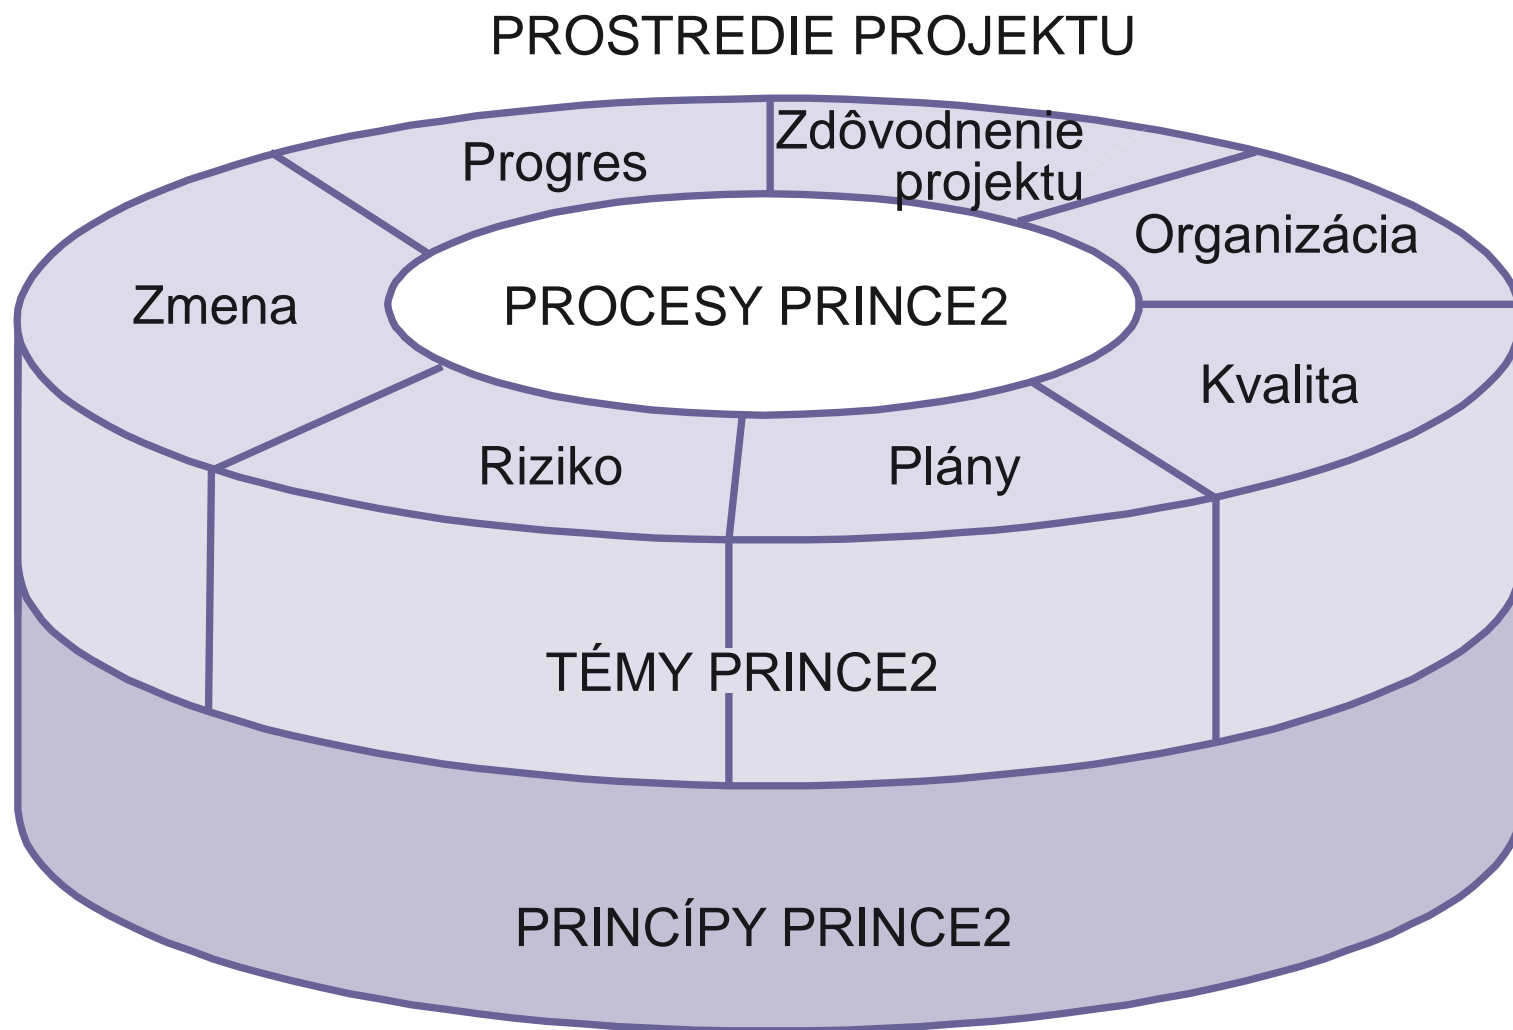 PROSTREDIE PROJEKTU
Progres
Zdôvodnenie
projektu
Organizácia
Zmena
PROCESY PRINCE2
Kvalita
Riziko
Plány
TÉMY PRINCE2
PRINCÍPY PRINCE2